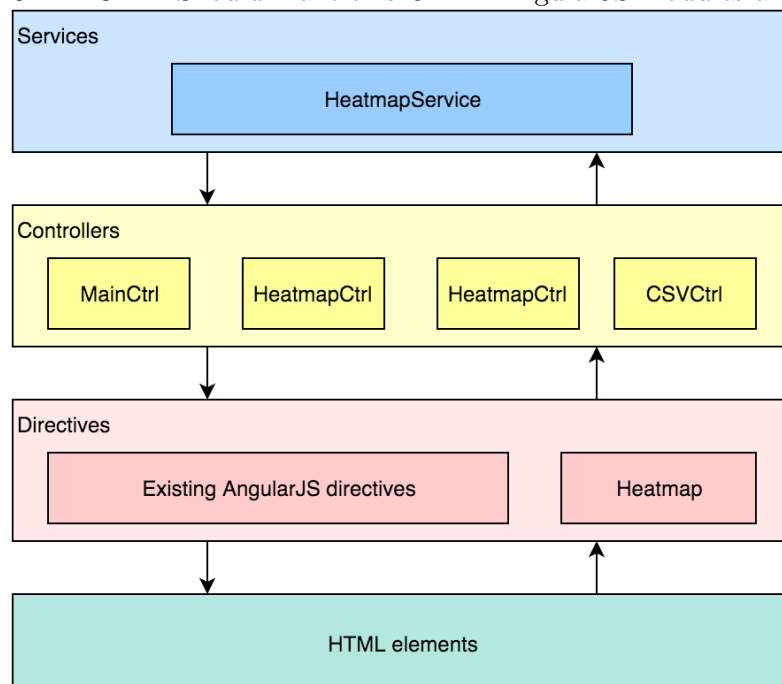 Services
HeatmapService
Controllers
MainCtrl
HeatmapCtrl
HeatmapCtrl
CSVCtrl
Directives
Existing AngularJS directives
Heatmap
HTML elements